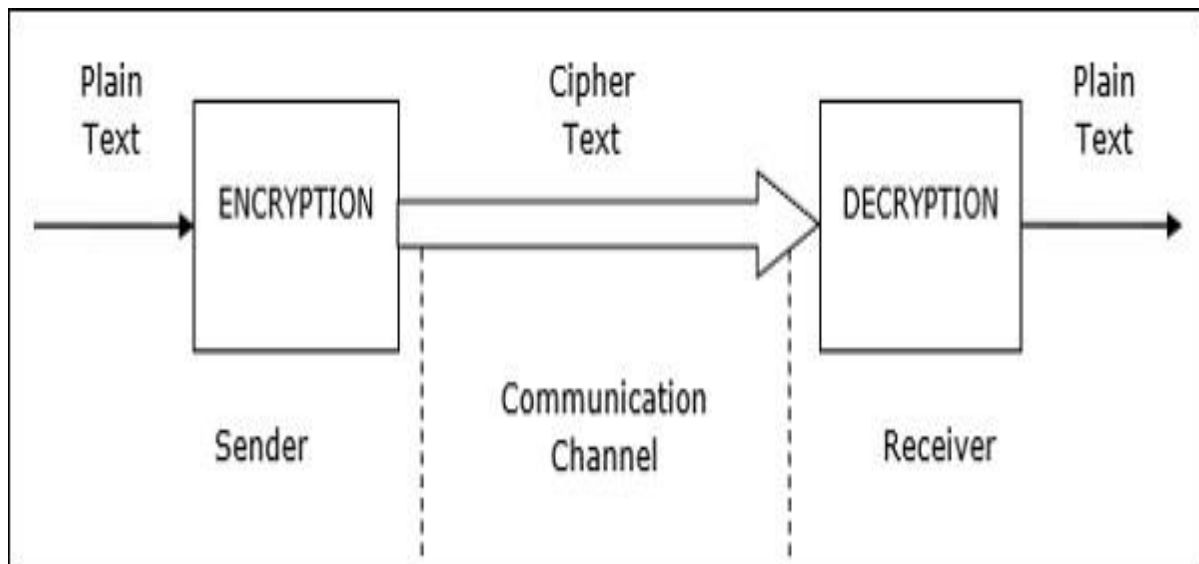 Plain
Text
Cipher
Text
Plain
Text
ENCRYPTION
DECRYPTION
Communication
Channel
Sender
Receiver